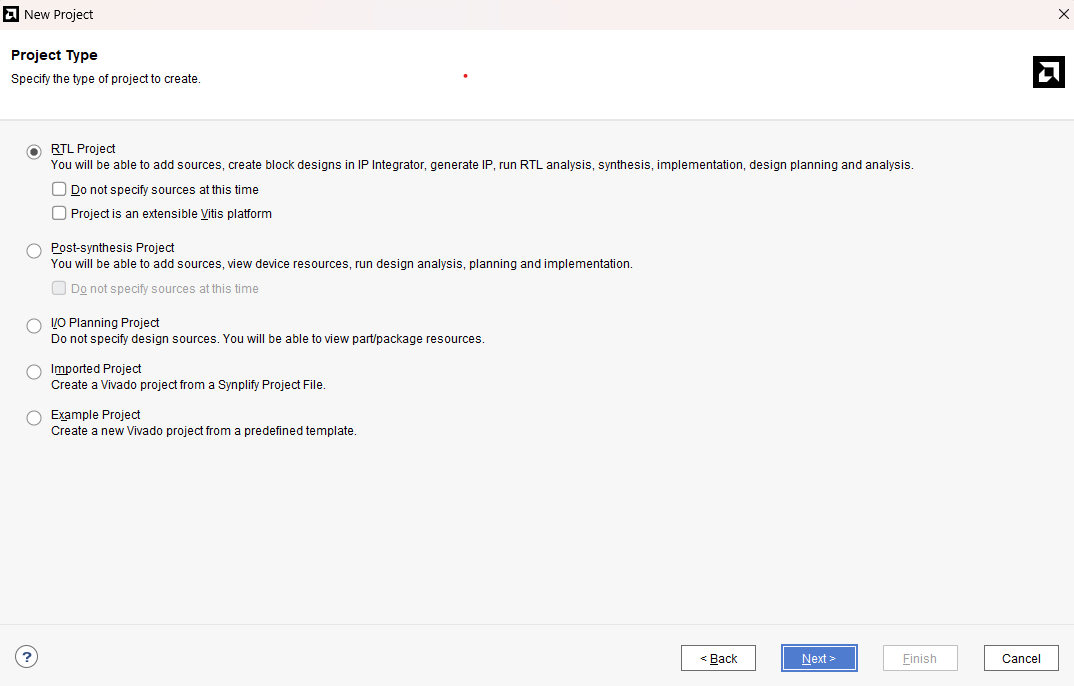 New Project
Project Type
Specify the type of project to create.
RTL Project
You will be able to add sources, create block designs in IP Integrator, generate IP, run RTL analysis, synthesis, implementation, design planning and analysis.
Do not specify sources at this time
Project is an extensible Vitis platform
Post-synthesis Project
You will be able to add sources, view device resources, run design analysis, planning and implementation.
Do not specify sources at this time
I/O Planning Project
Do not specify design sources. You will be able to view part/package resources.
Imported Project
Create a Vivado project from a Synplify Project File.
Example Project
Create a new Vivado project from a predefined template.
? < Back Next > Finish Cancel